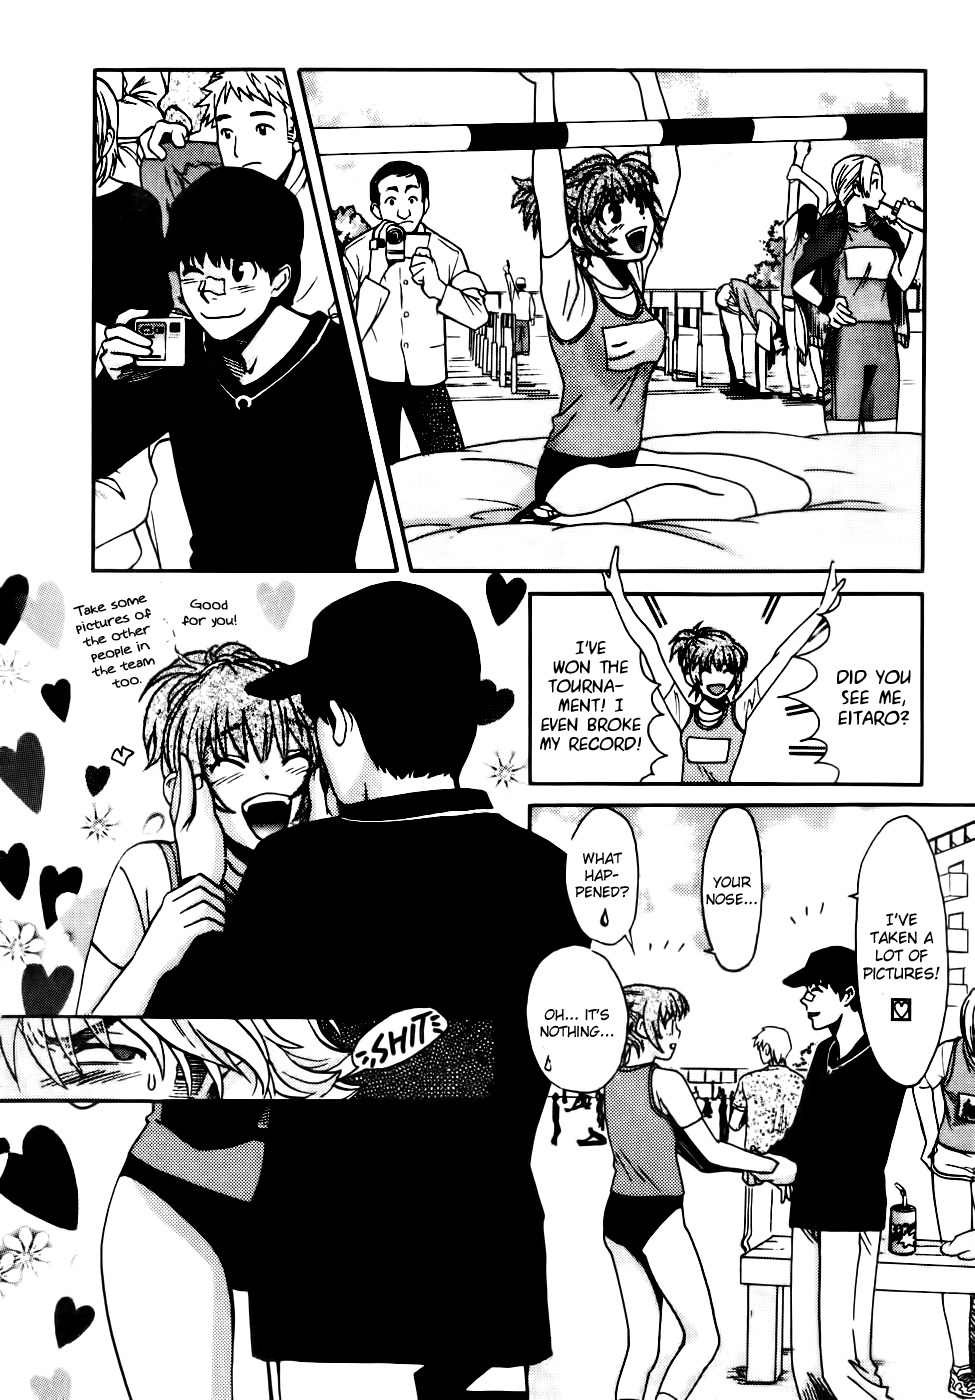 I'VE
WON THE
TOURNA-
MENT! I
EVEN BROKE
MY RECORD!
DID YOU
SEE ME,
EITARO?
Take some
pictures of
the other
people in
the team
too.
Good
for you!
WHAT
HAP-
PENED?
YOUR
NOSE...
I'VE
TAKEN A
LOT OF
PICTURES!
OH... IT'S
NOTHING...
SHIT